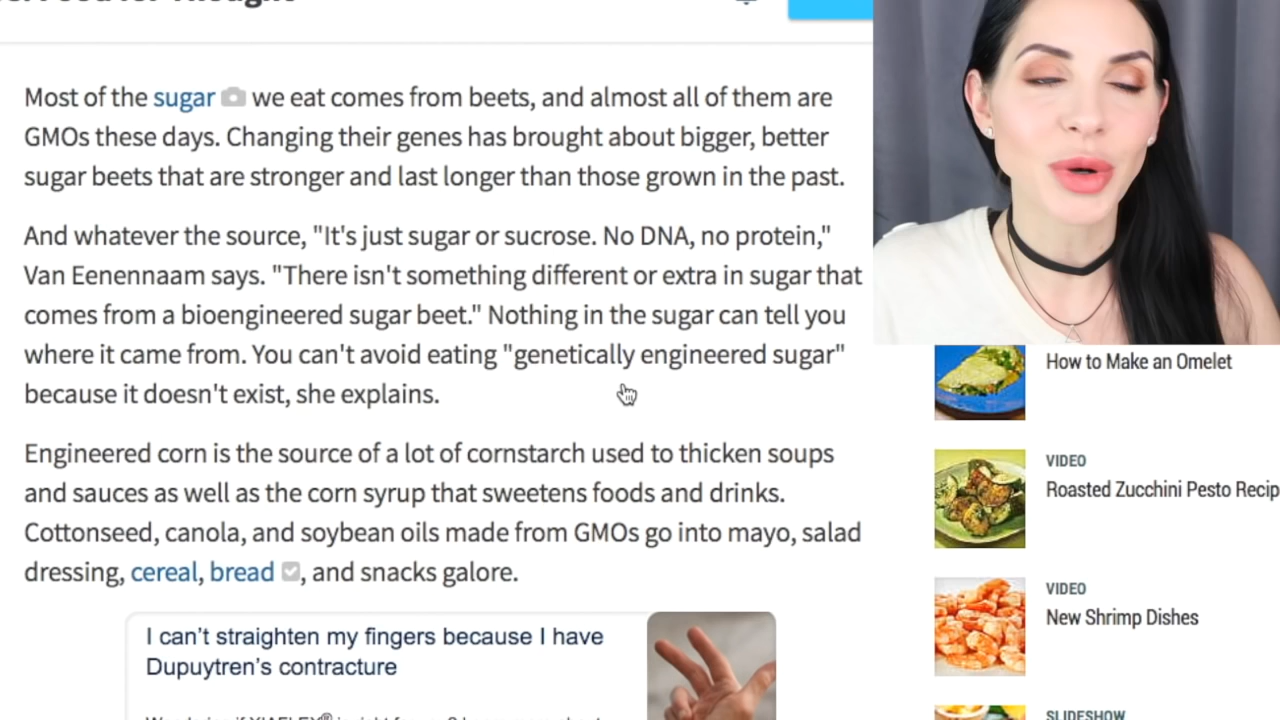 Most of the sugar we eat comes from beets, and almost all of them are
GMOs these days. Changing their genes has brought about bigger, better
sugar beets that are stronger and last longer than those grown in the past.
And whatever the source, "It's just sugar or sucrose. No DNA, no protein,"
Van Eenennaam says. "There isn't something different or extra in sugar that
comes from a bioengineered sugar beet." Nothing in the sugar can tell you
where it came from. You can't avoid eating "genetically engineered sugar"
because it doesn't exist, she explains.
Engineered corn is the source of a lot of cornstarch used to thicken soups
and sauces as well as the corn syrup that sweetens foods and drinks.
Cottonseed, canola, and soybean oils made from GMOs go into mayo, salad
dressing, cereal, bread, and snacks galore.
I can't straighten my fingers because I have
Dupuytren's contracture
How to Make an Omelet
VIDEO
Roasted Zucchini Pesto Recip
VIDEO
New Shrimp Dishes
SLIDESHOW